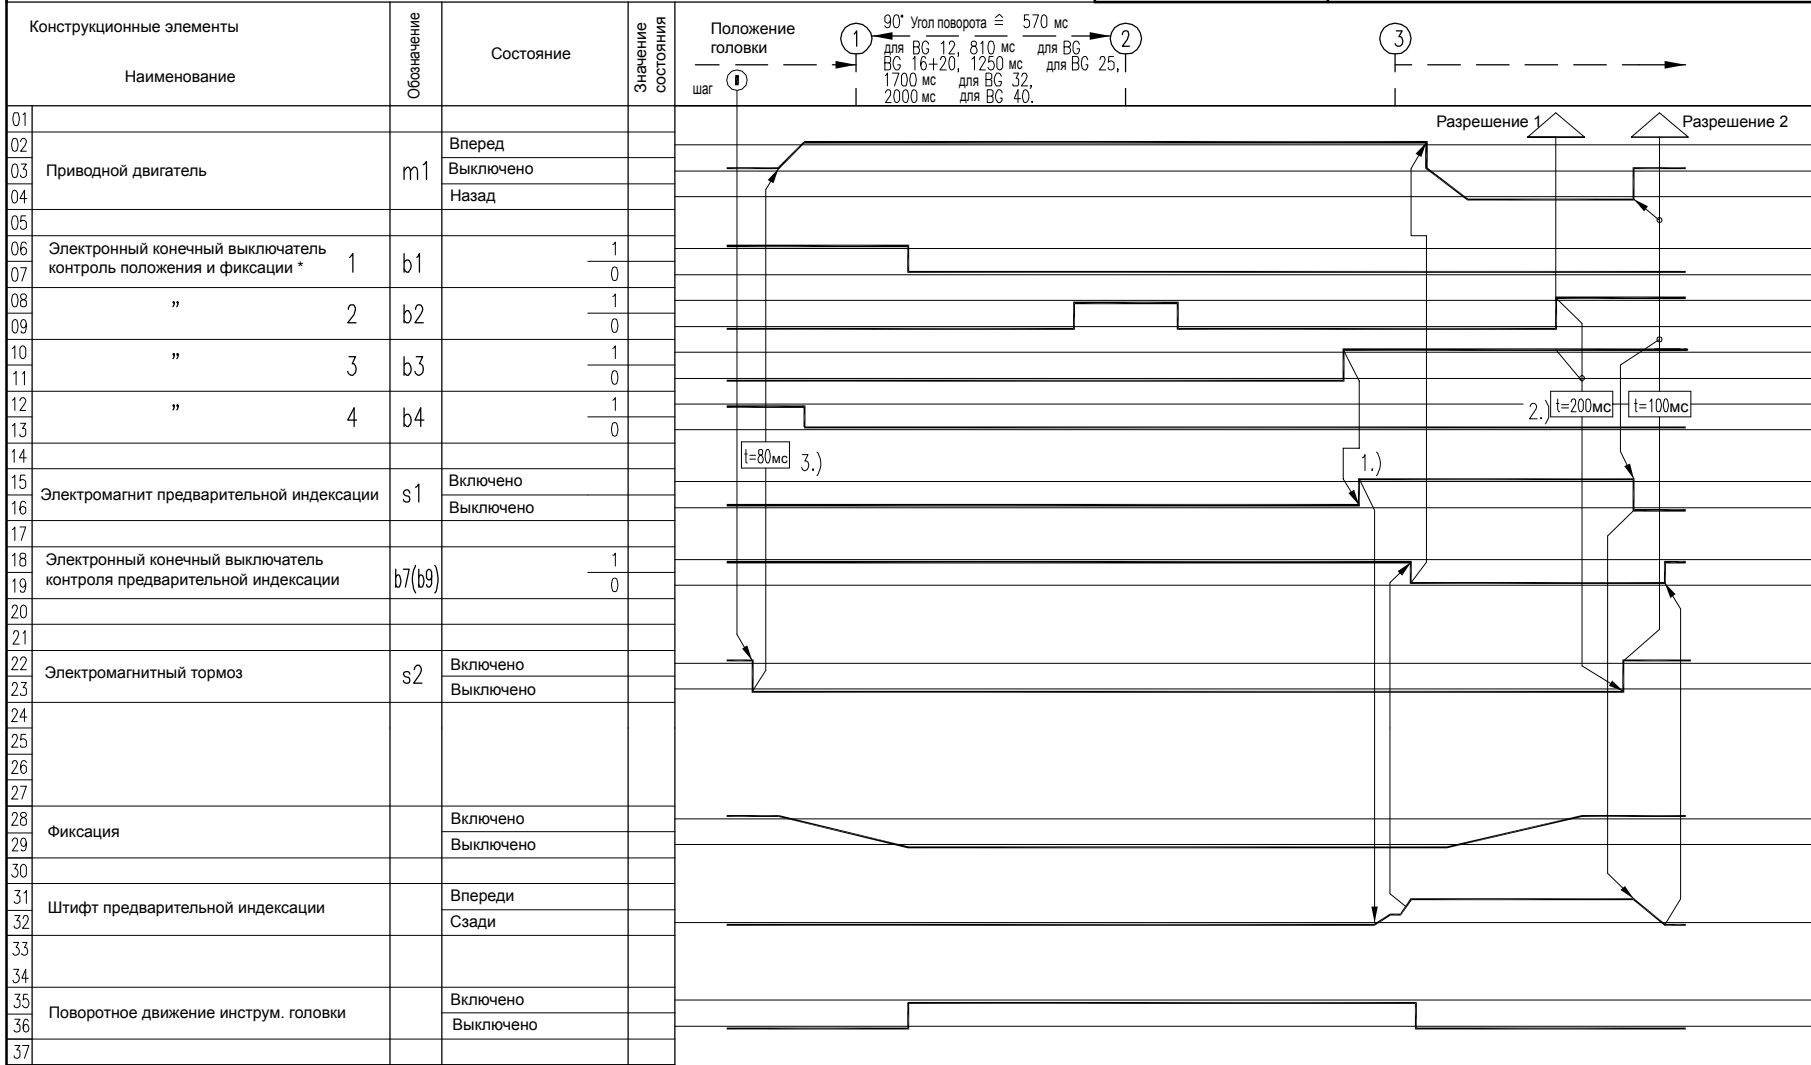 Конструкционные элементы
Наименование
Обозначение
Состояние
Значение состояния
Положение
головки
шаг
1
90° Угол поворота ≙ 570 мс
для BG 12, 810 мс для BG
BG 16+20, 1250 мс для BG 25,
1700 мс для BG 32,
2000 мс для BG 40.
2
3
01
Разрешение 1
Разрешение 2
02
Вперед
03
Приводной двигатель
m1
Выключено
04
Назад
05
06
Электронный конечный выключатель
контроль положения и фиксации *
1
b1
1
07
0
08
"
2
b2
1
09
0
10
"
3
b3
1
11
0
12
"
4
b4
1
13
0
2.)
t=200мс
t=100мс
14
t=80мс
3.)
1.)
15
Электромагнит предварительной индексации
s1
Включено
16
Выключено
17
18
Электронный конечный выключатель
контроля предварительной индексации
b7(b9)
1
19
0
20
21
22
Электромагнитный тормоз
s2
Включено
23
Выключено
24
25
26
27
28
Фиксация
Включено
29
Выключено
30
31
Штифт предварительной индексации
Впереди
32
Сзади
33
34
35
Поворотное движение инструм. головки
Включено
36
Выключено
37